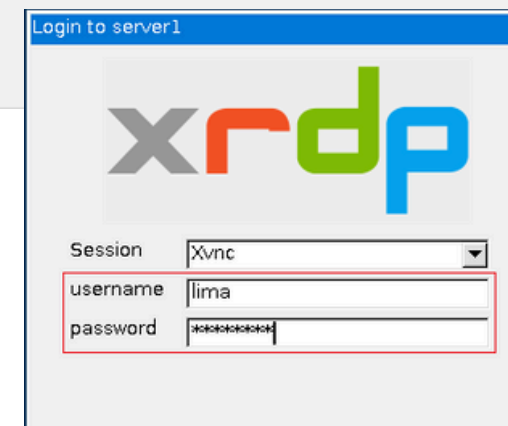 Login to server1
xrdp
Session Xvnc
username lima
password **********